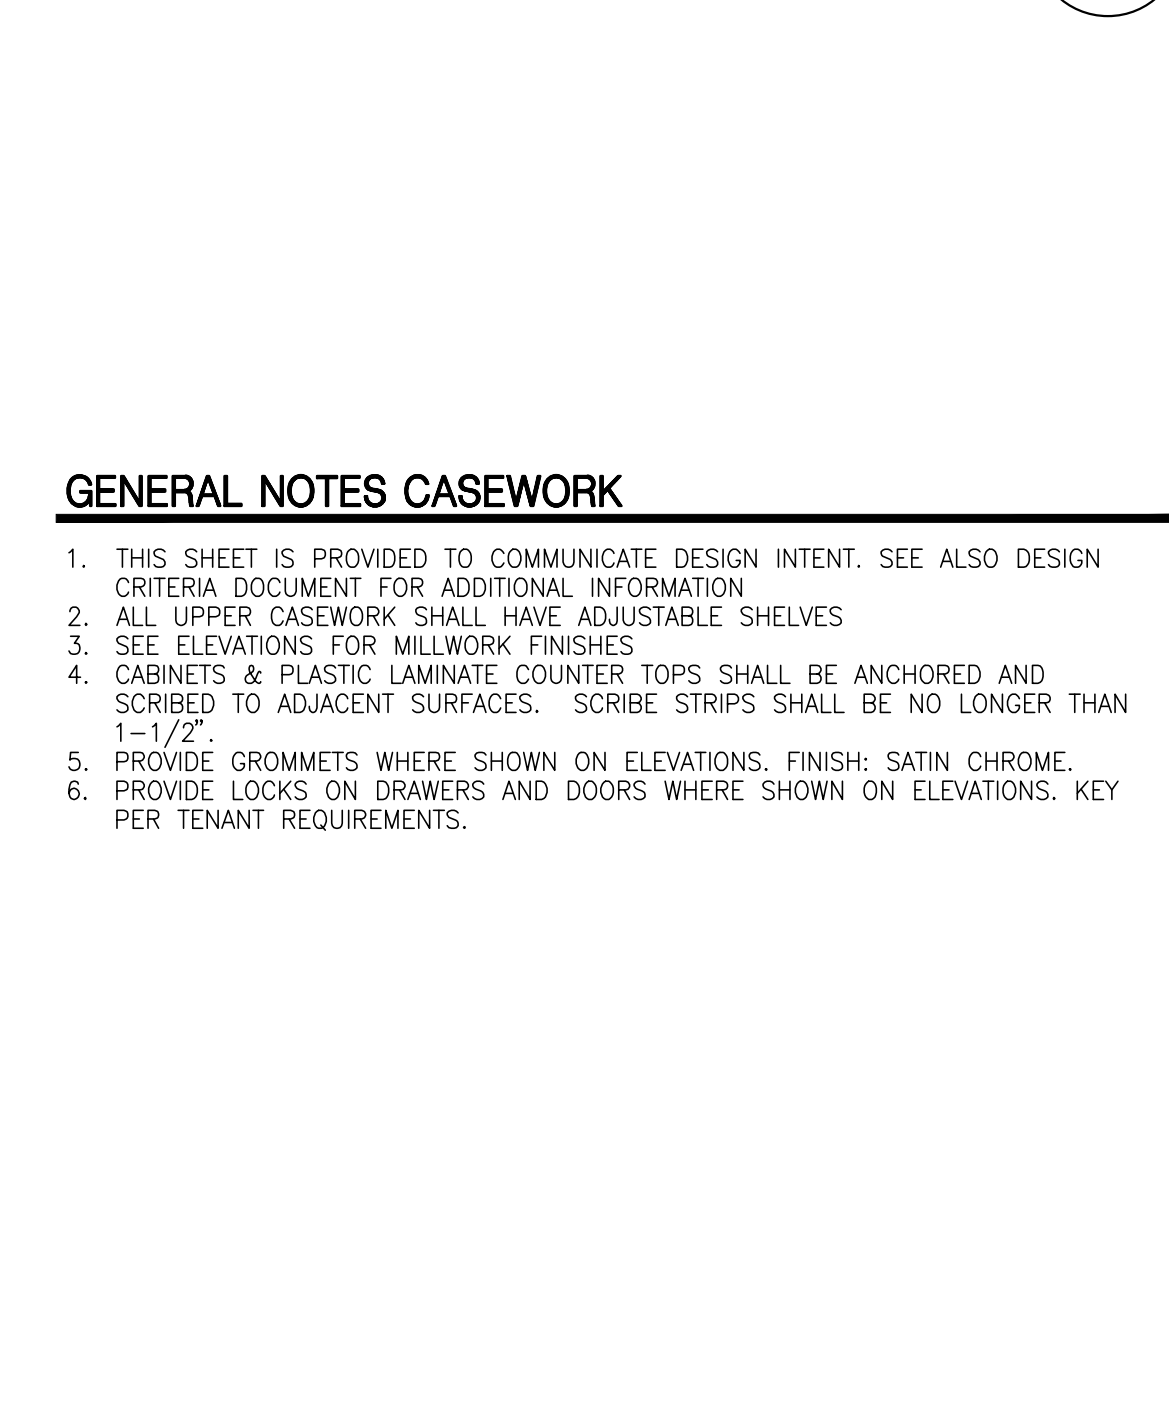 GENERAL NOTES CASEWORK
1. THIS SHEET IS PROVIDED TO COMMUNICATE DESIGN INTENT. SEE ALSO DESIGN
CRITERIA DOCUMENT FOR ADDITIONAL INFORMATION
2. ALL UPPER CASEWORK SHALL HAVE ADJUSTABLE SHELVES
3. SEE ELEVATIONS FOR MILLWORK FINISHES
4. CABINETS & PLASTIC LAMINATE COUNTER TOPS SHALL BE ANCHORED AND
SCRIBED TO ADJACENT SURFACES.  SCRIBE STRIPS SHALL BE NO LONGER THAN
1-1/2”.
5. PROVIDE GROMMETS WHERE SHOWN ON ELEVATIONS. FINISH: SATIN CHROME.
6. PROVIDE LOCKS ON DRAWERS AND DOORS WHERE SHOWN ON ELEVATIONS. KEY
PER TENANT REQUIREMENTS.